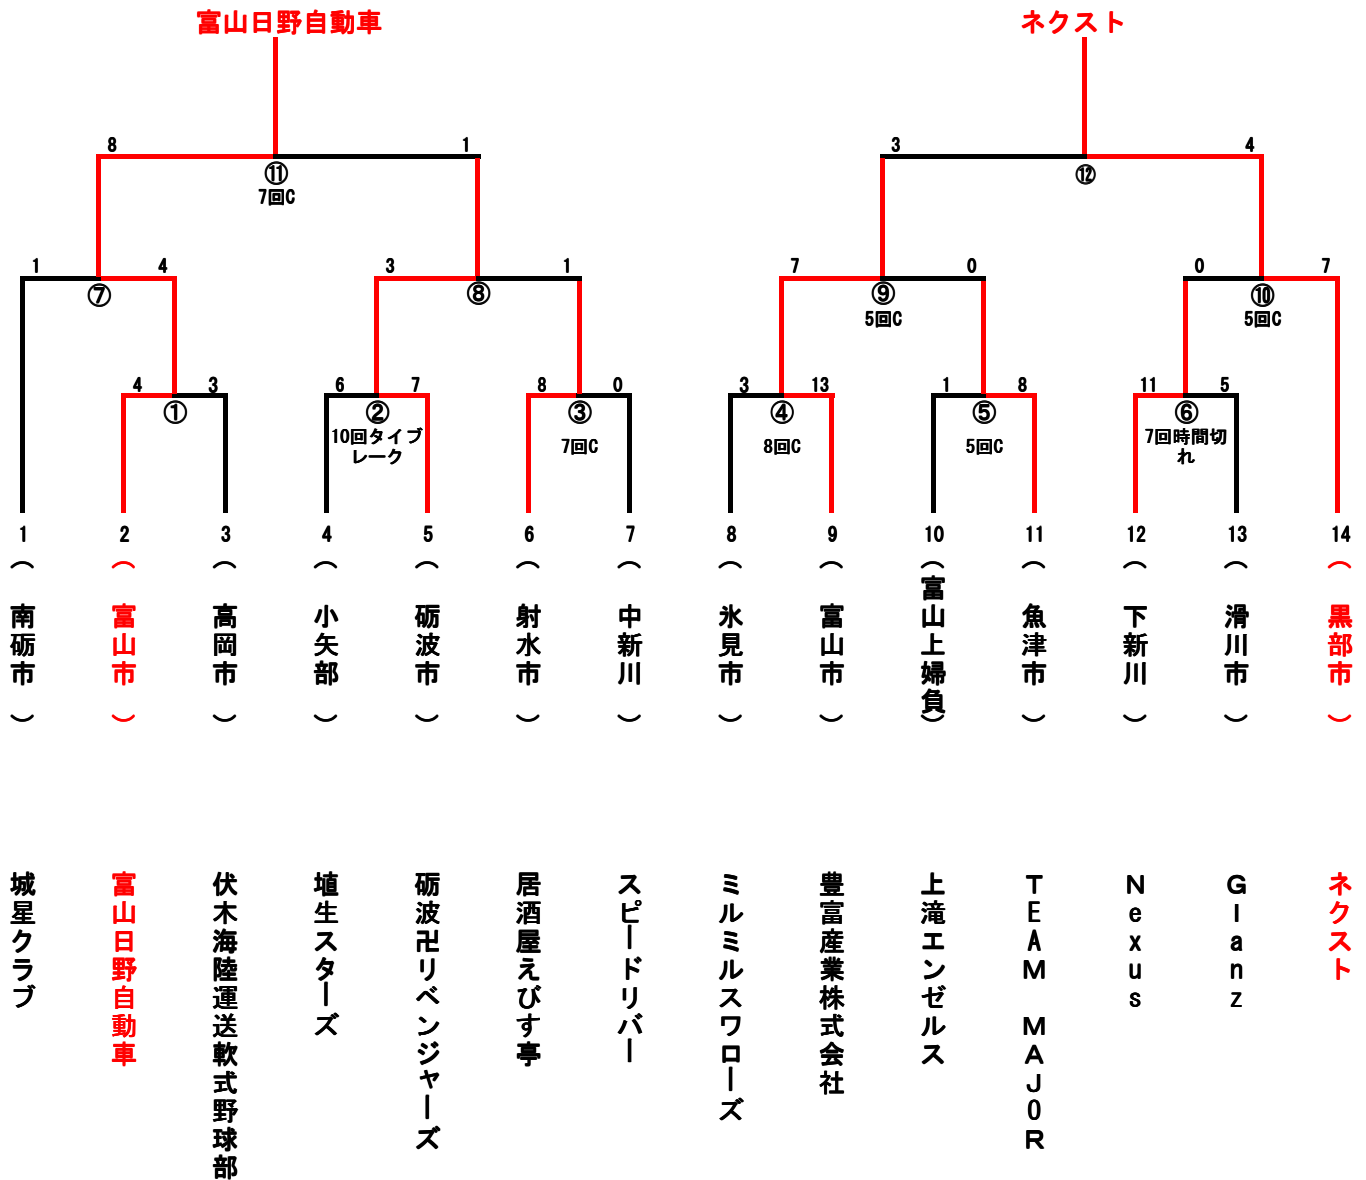 富山日野自動車
ネクスト
8
1
3
4
⑪
⑫
7回C
1
4
3
1
7
0
0
7
⑦
⑧
⑨
⑩
5回C
5回C
4
3
6
7
8
0
3
13
1
8
11
5
①
②
③
④
⑤
⑥
10回タイブ
レーク
7回C
8回C
5回C
7回時間切
れ
1
2
3
4
5
6
7
8
9
10
11
12
13
14
(南砺市)
(富山市)
(高岡市)
(小矢部)
(砺波市)
(射水市)
(中新川)
(氷見市)
(富山市)
(富山上婦負)
(魚津市)
(下新川)
(滑川市)
(黒部市)
城星クラブ
富山日野自動車
伏木海陸運送軟式野球部
埴生スターズ
砺波卍リベンジャーズ
居酒屋えびす亭
スピードリバー
ミルミルスワローズ
豊富産業株式会社
上滝エンゼルス
TEAM MAJOR
Nexus
Glanz
ネクスト